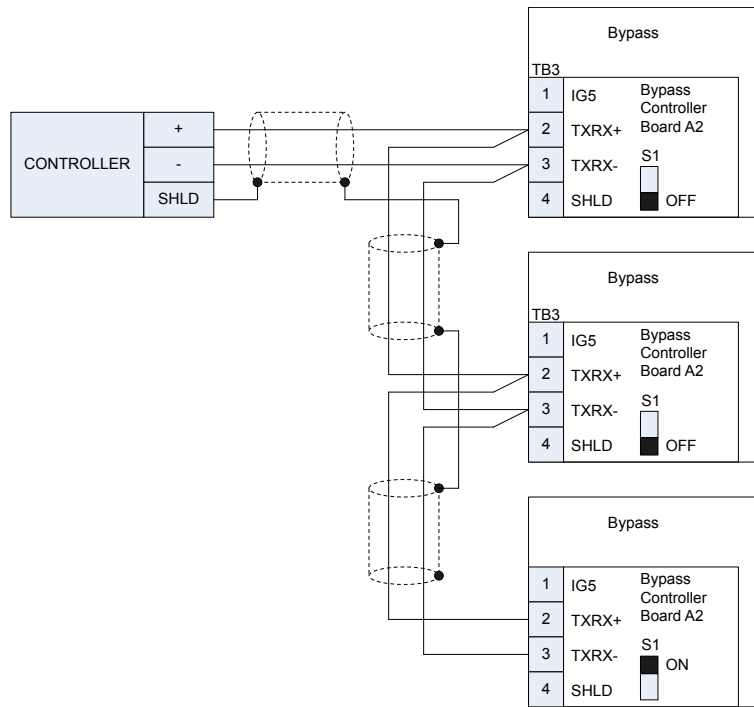 CONTROLLER
+
-
SHLD
Bypass
TB3
1 IG5
2 TXRX+
3 TXRX-
4 SHLD
Bypass
Controller
Board A2
S1
OFF
Bypass
TB3
1 IG5
2 TXRX+
3 TXRX-
4 SHLD
Bypass
Controller
Board A2
S1
OFF
Bypass
1 IG5
2 TXRX+
3 TXRX-
4 SHLD
Bypass
Controller
Board A2
S1
ON